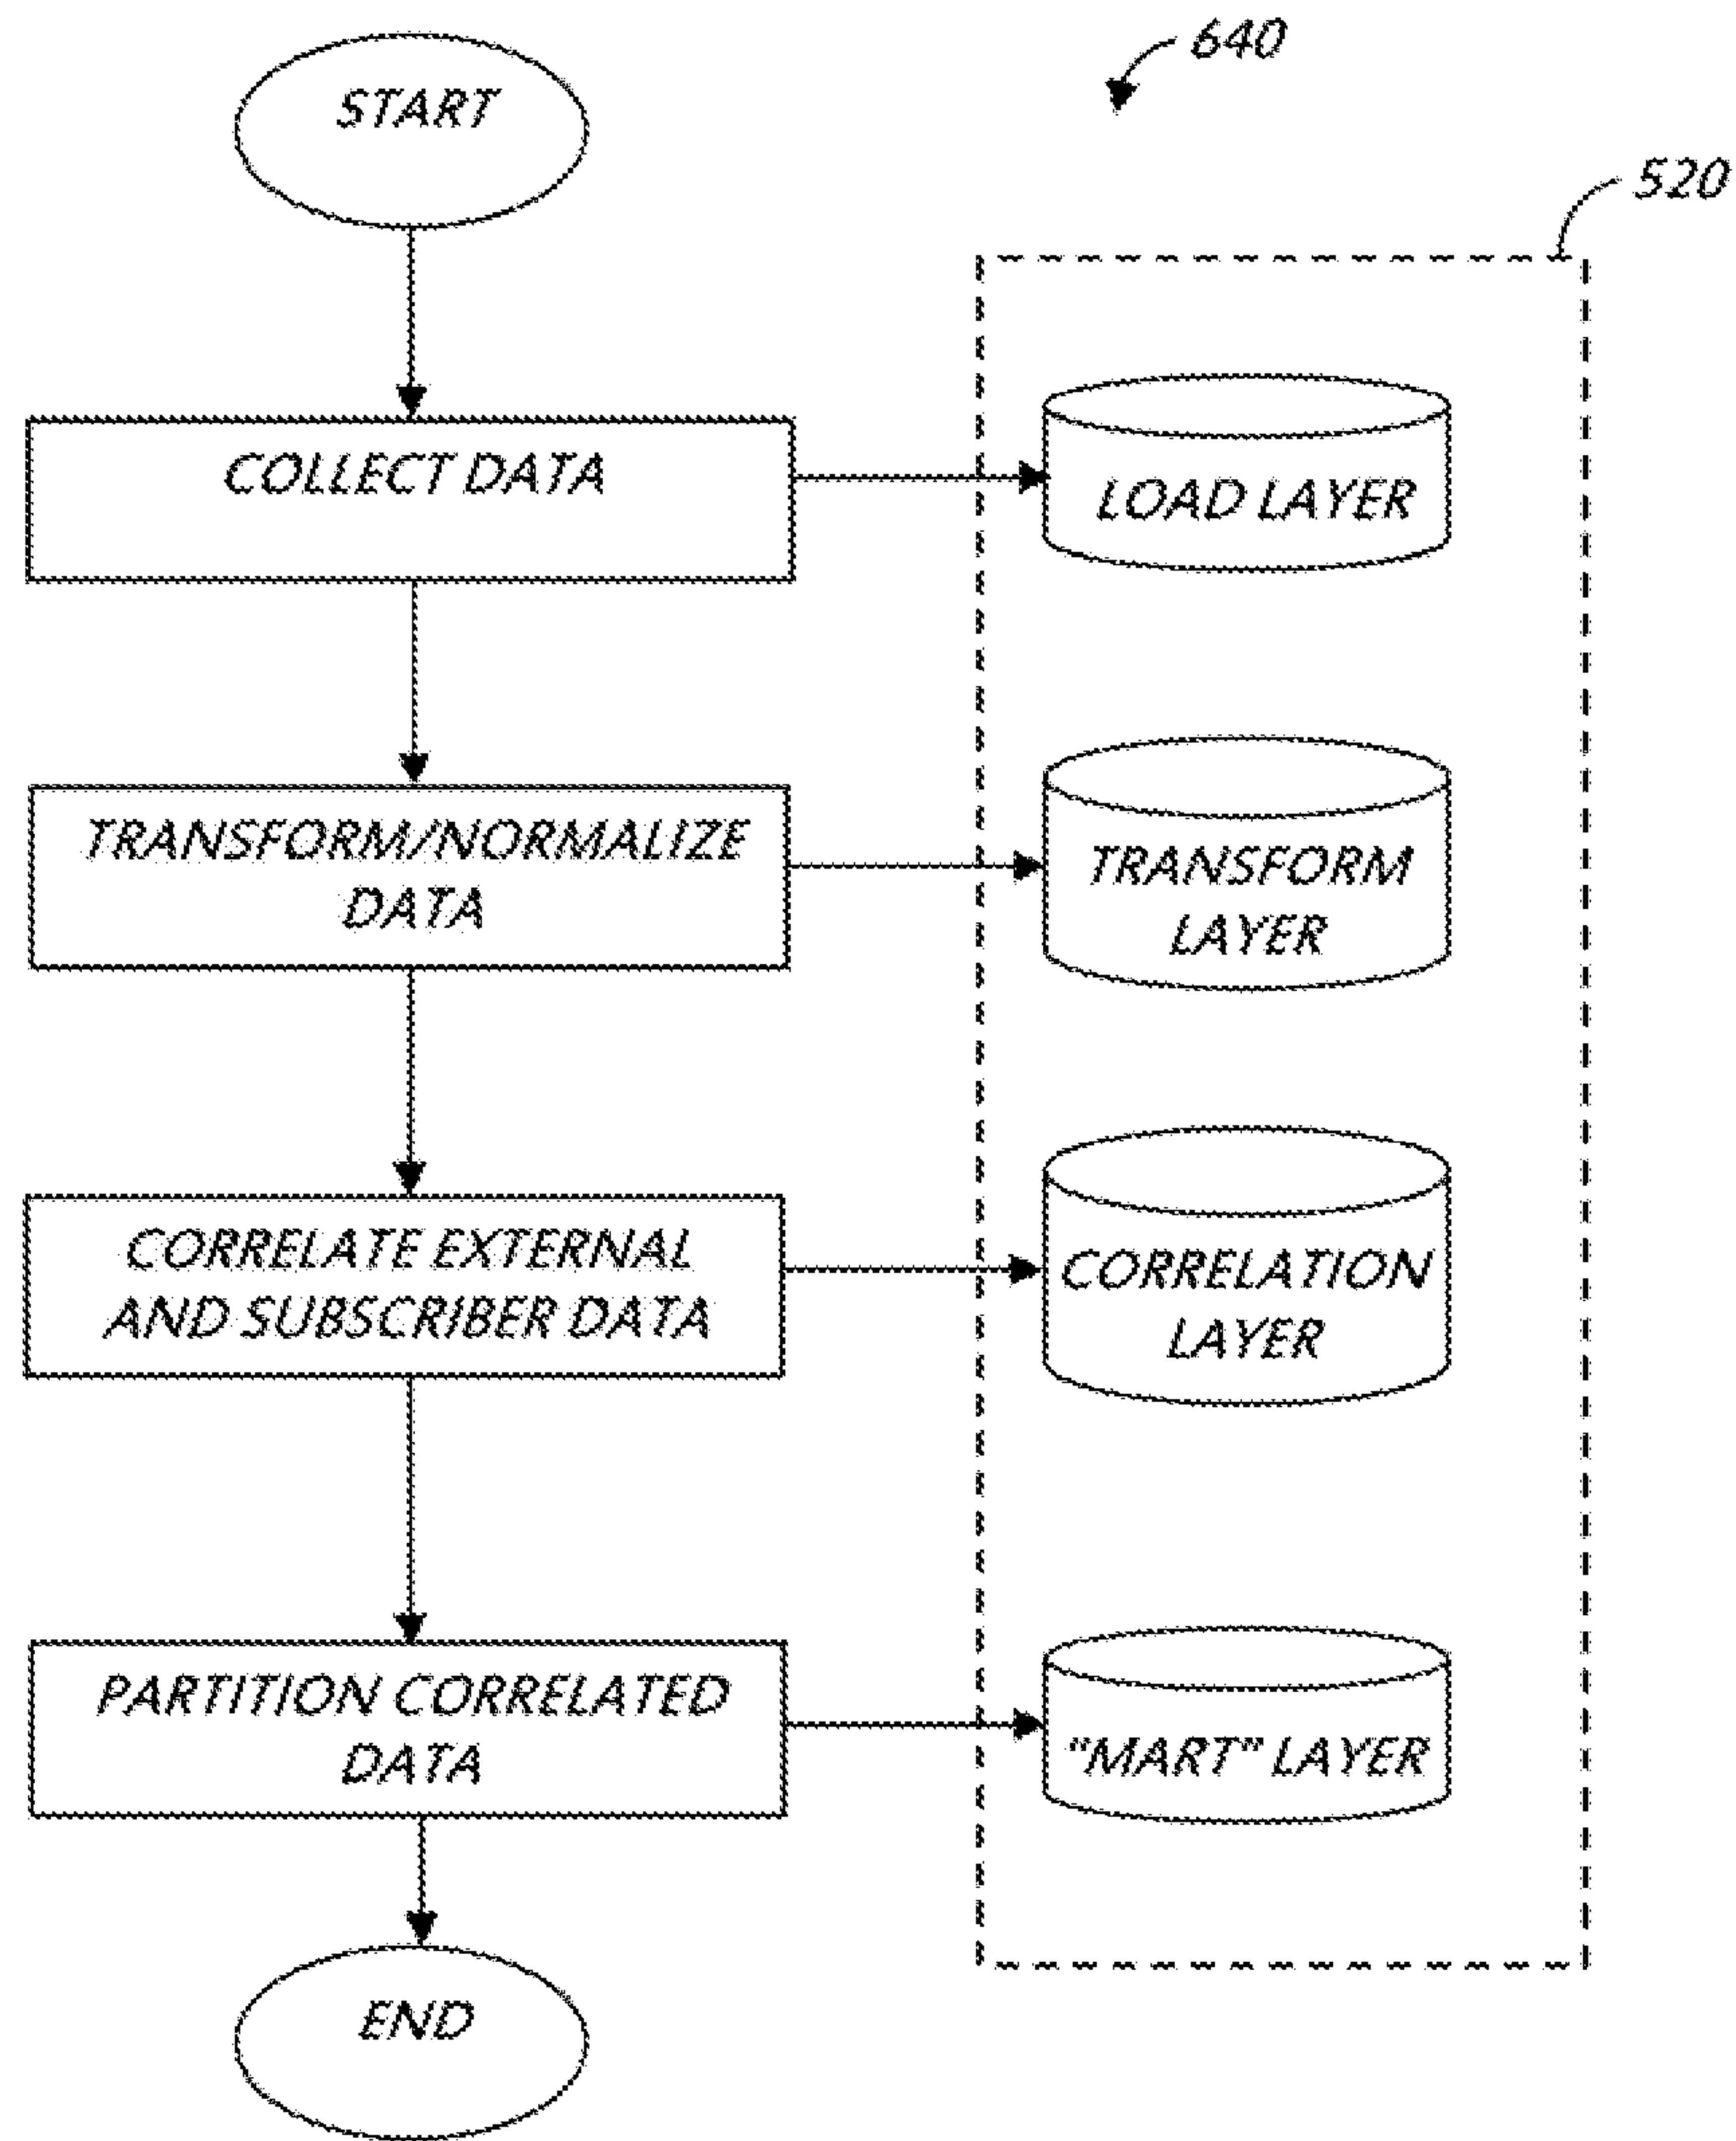 640
START
520
COLLECT DATA
LOAD LAYER
TRANSFORM/NORMALIZE
DATA
TRANSFORM
LAYER
CORRELATE EXTERNAL
AND SUBSCRIBER DATA
CORRELATION
LAYER
PARTITION CORRELATED
DATA
"MART" LAYER
END